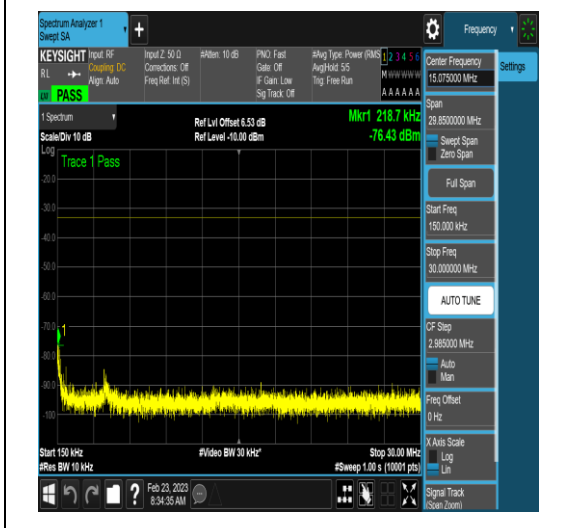 Spectrum Analyzer 1
Swept SA
+
Frequency
KEYSIGHT
RL
PASS
Input: RF
Coupling: DC
Align: Auto
Input Z: 50 Ω
Corrections: Off
Freq Ref: Int (S)
#Atten: 10 dB
PNO: Fast
Gate: Off
IF Gain: Low
Sig Track: Off
#Avg Type: Power (RMS
Avg|Hold: 5/5
Trig: Free Run
1 2 3 4 5 6
M W W W W W
A A A A A A
1 Spectrum
Scale/Div 10 dB
Log
Ref Lvl Offset 6.53 dB
Ref Level -10.00 dBm
Mkr1 218.7 kHz
-76.43 dBm
Trace 1 Pass
-20.0
-30.0
-40.0
-50.0
-60.0
-70.0
-80.0
-90.0
-100
1
Start 150 kHz
#Res BW 10 kHz
#Video BW 30 kHz*
Stop 30.00 MHz
#Sweep 1.00 s (10001 pts)
Center Frequency
15.075000 MHz
Settings
Span
29.8500000 MHz
Swept Span
Zero Span
Full Span
Start Freq
150.000 kHz
Stop Freq
30.000000 MHz
AUTO TUNE
CF Step
2.985000 MHz
Auto
Man
Freq Offset
0 Hz
X Axis Scale
Log
Lin
Signal Track
(Span Zoom)
?
Feb 23, 2023
8:34:35 AM